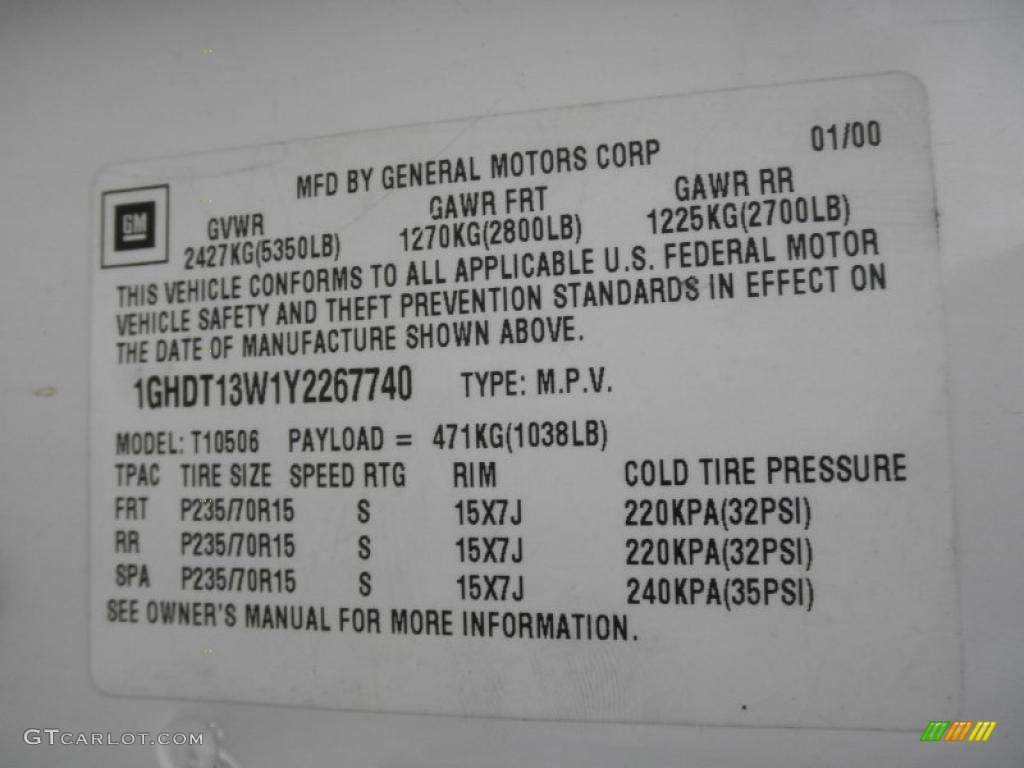 01/00
MFD BY GENERAL MOTORS CORP
GM
GVWR GAWR FRT GAWR RR
2427KG(5350LB) 1270KG(2800LB) 1225KG(2700LB)
THIS VEHICLE CONFORMS TO ALL APPLICABLE U.S. FEDERAL MOTOR
VEHICLE SAFETY AND THEFT PREVENTION STANDARDS IN EFFECT ON
THE DATE OF MANUFACTURE SHOWN ABOVE.
1GHDT13W1Y2267740 TYPE: M.P.V.
MODEL: T10506 PAYLOAD = 471KG(1038LB)
TPAC TIRE SIZE SPEED RTG RIM COLD TIRE PRESSURE
FRT P235/70R15 S 15X7J 220KPA(32PSI)
RR P235/70R15 S 15X7J 220KPA(32PSI)
SPA P235/70R15 S 15X7J 240KPA(35PSI)
SEE OWNER'S MANUAL FOR MORE INFORMATION.
GTCARLOT.COM